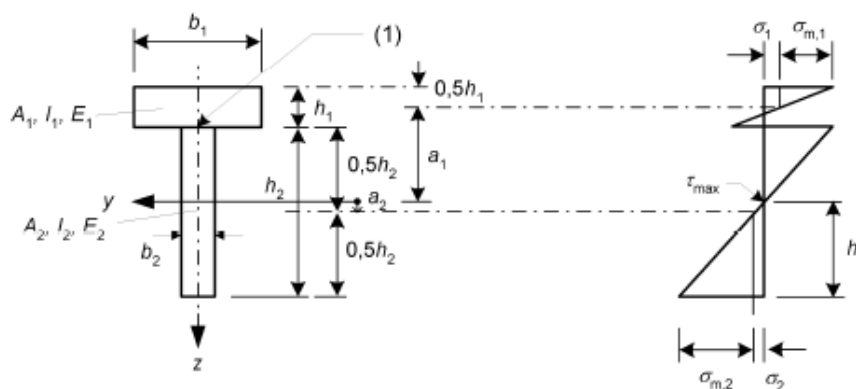 b₁
(1)
σ₁
σₘ,₁
A₁, I₁, E₁
h₁
0,5h₁
a₁
0,5h₂
h₂
y
a₂
τₘₐₓ
A₂, I₂, E₂
b₂
0,5h₂
h
z
σₘ,₂
σ₂